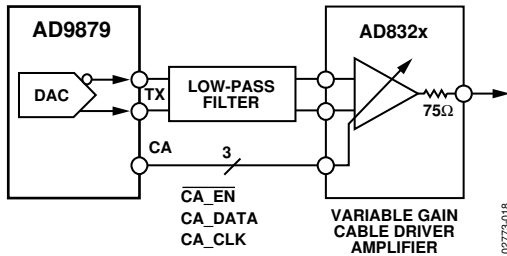 AD9879
AD832x
DAC
TX
LOW-PASS
FILTER
75Ω
CA
3
CA_EN
CA_DATA
CA_CLK
VARIABLE GAIN
CABLE DRIVER
AMPLIFIER
02773-018